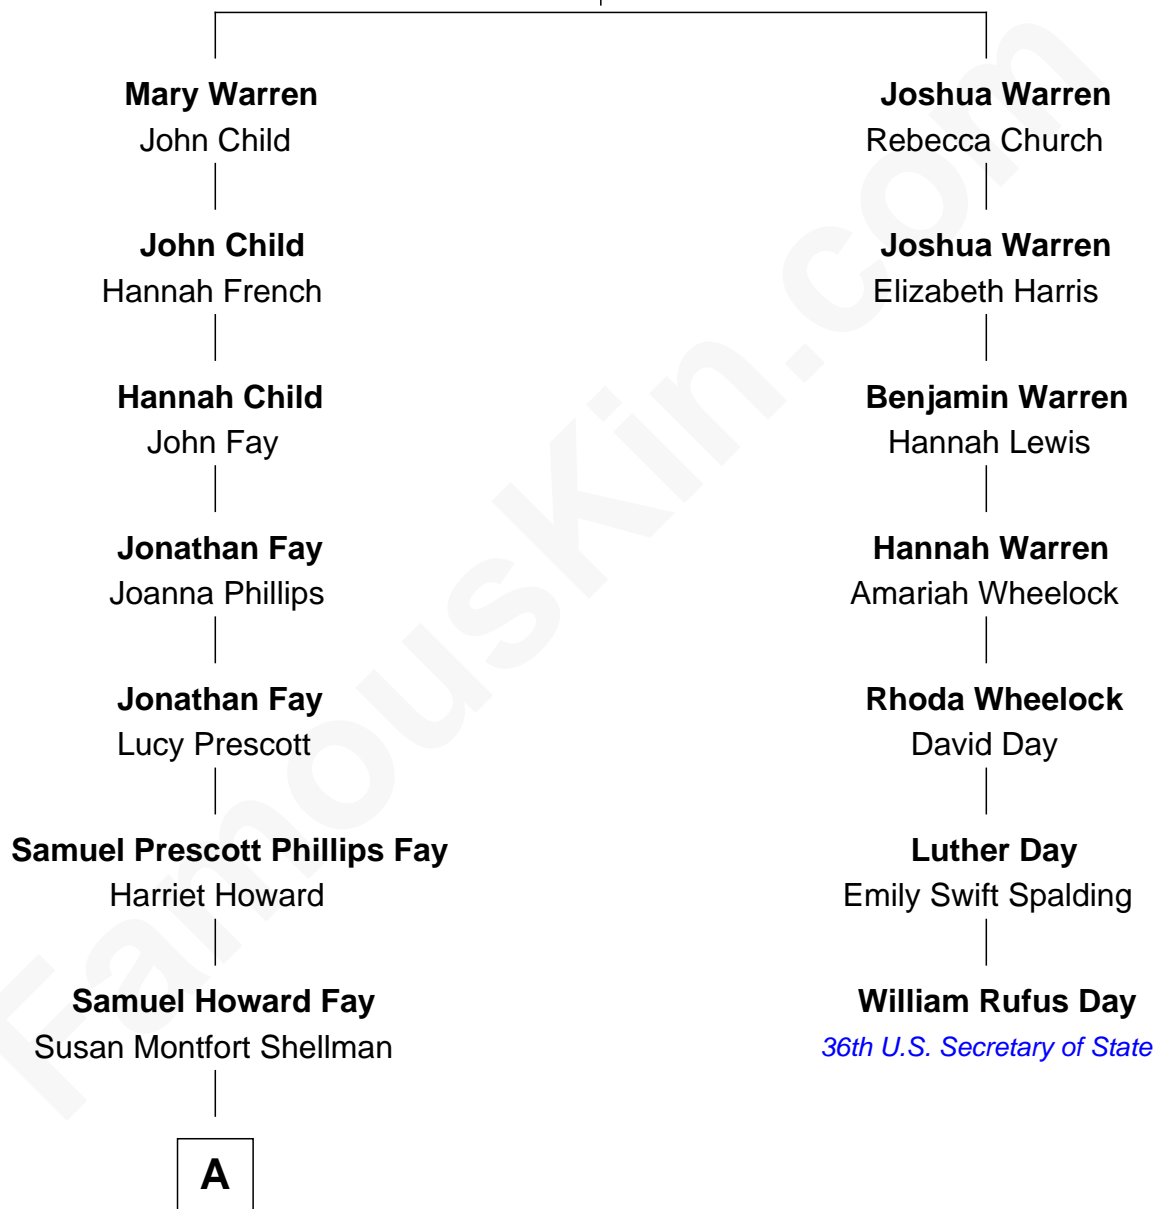 Mary Warren
John Child
John Child
Hannah French
Hannah Child
John Fay
Jonathan Fay
Joanna Phillips
Jonathan Fay
Lucy Prescott
Samuel Prescott Phillips Fay
Harriet Howard
Samuel Howard Fay
Susan Montfort Shellman
A
Joshua Warren
Rebecca Church
Joshua Warren
Elizabeth Harris
Benjamin Warren
Hannah Lewis
Hannah Warren
Amariah Wheelock
Rhoda Wheelock
David Day
Luther Day
Emily Swift Spalding
William Rufus Day
36th U.S. Secretary of State
FamousKin.com